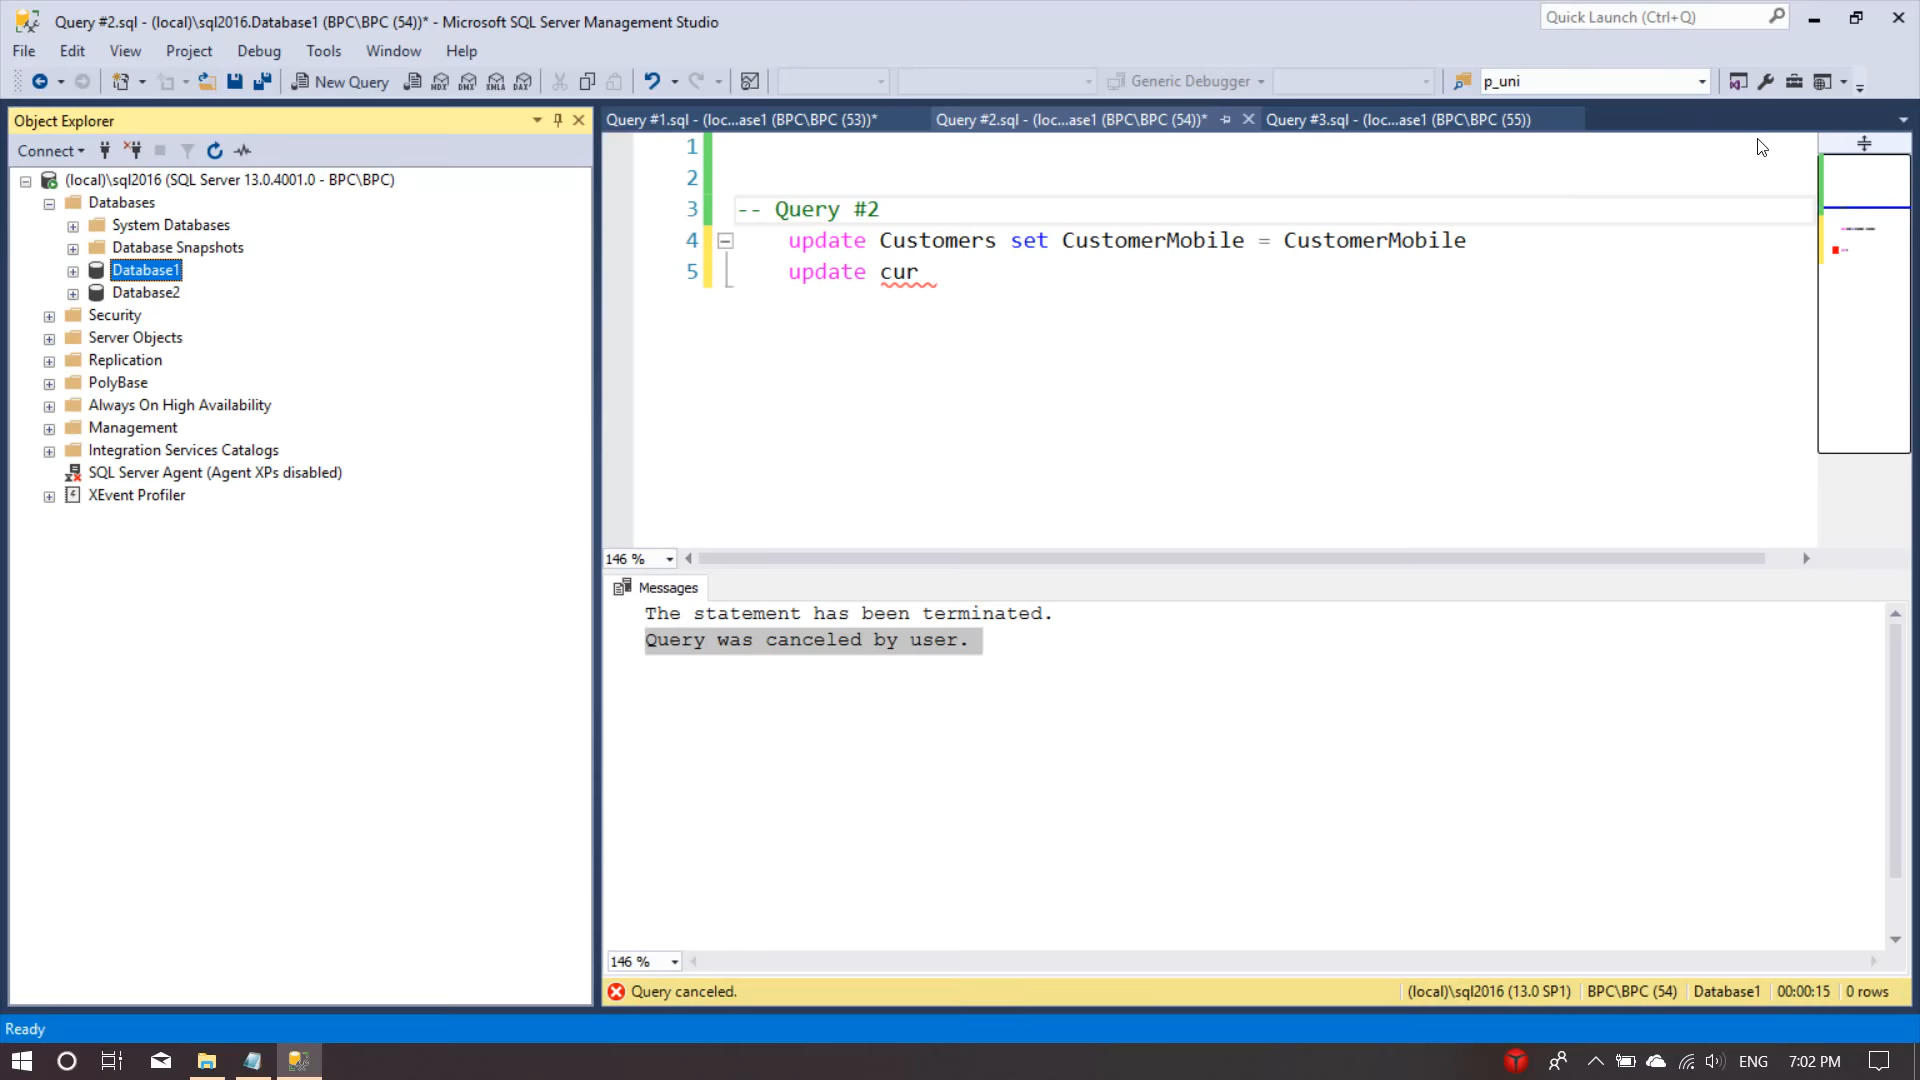 Query #2.sql - (local)\sql2016.Database1 (BPC\BPC (54))* - Microsoft SQL Server Management Studio
Quick Launch (Ctrl+Q)
File Edit View Project Debug Tools Window Help
New Query
MDX DMX XMLA DAX
Generic Debugger
p_uni
Object Explorer
Connect
(local)\sql2016 (SQL Server 13.0.4001.0 - BPC\BPC)
Databases
System Databases
Database Snapshots
Database1
Database2
Security
Server Objects
Replication
PolyBase
Always On High Availability
Management
Integration Services Catalogs
SQL Server Agent (Agent XPs disabled)
XEvent Profiler
Query #1.sql - (loc...ase1 (BPC\BPC (53))*
Query #2.sql - (loc...ase1 (BPC\BPC (54))*
Query #3.sql - (loc...ase1 (BPC\BPC (55))
1
2
3 -- Query #2
4 update Customers set CustomerMobile = CustomerMobile
5 update cur
146 %
Messages
The statement has been terminated.
Query was canceled by user.
146 %
Query canceled.
(local)\sql2016 (13.0 SP1) BPC\BPC (54) Database1 00:00:15 0 rows
Ready
ENG 7:02 PM